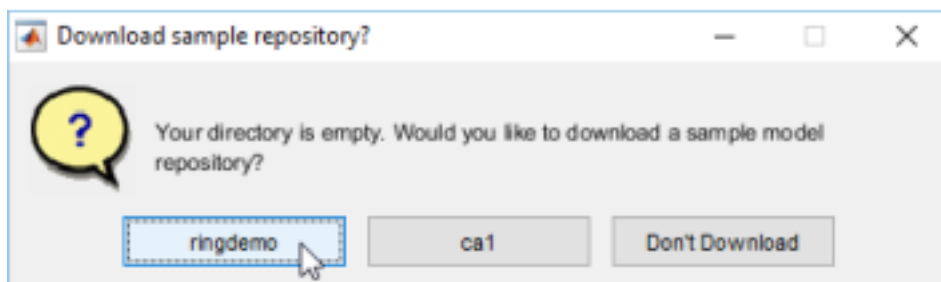 Download sample repository?
?
Your directory is empty. Would you like to download a sample model
repository?
ringdemo
ca1
Don't Download